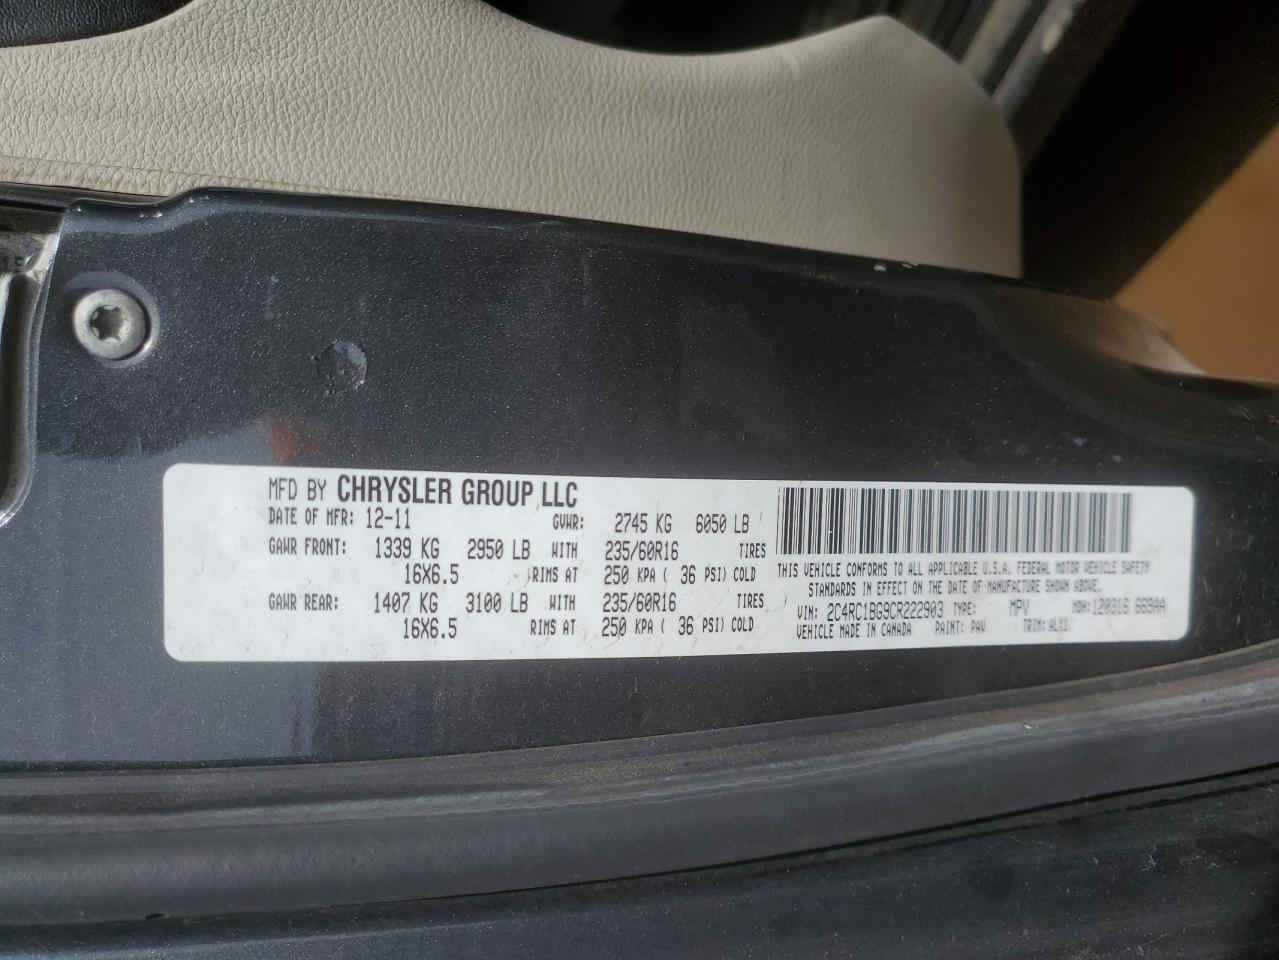 MFD BY CHRYSLER GROUP LLC
DATE OF MFR: 12-11 GVWR: 2745 KG 6050 LB
GAWR FRONT: 1339 KG 2950 LB WITH 235/60R16 TIRES
16X6.5 RIMS AT 250 KPA ( 36 PSI) COLD
GAWR REAR: 1407 KG 3100 LB WITH 235/60R16 TIRES
16X6.5 RIMS AT 250 KPA ( 36 PSI) COLD
THIS VEHICLE CONFORMS TO ALL APPLICABLE U.S.A. FEDERAL MOTOR VEHICLE SAFETY
STANDARDS IN EFFECT ON THE DATE OF MANUFACTURE SHOWN ABOVE.
VIN: 2C4RC1BG9CR222903 TYPE: MPV MDH: 120316 669AA
VEHICLE MADE IN CANADA PAINT: PAV TRIM: